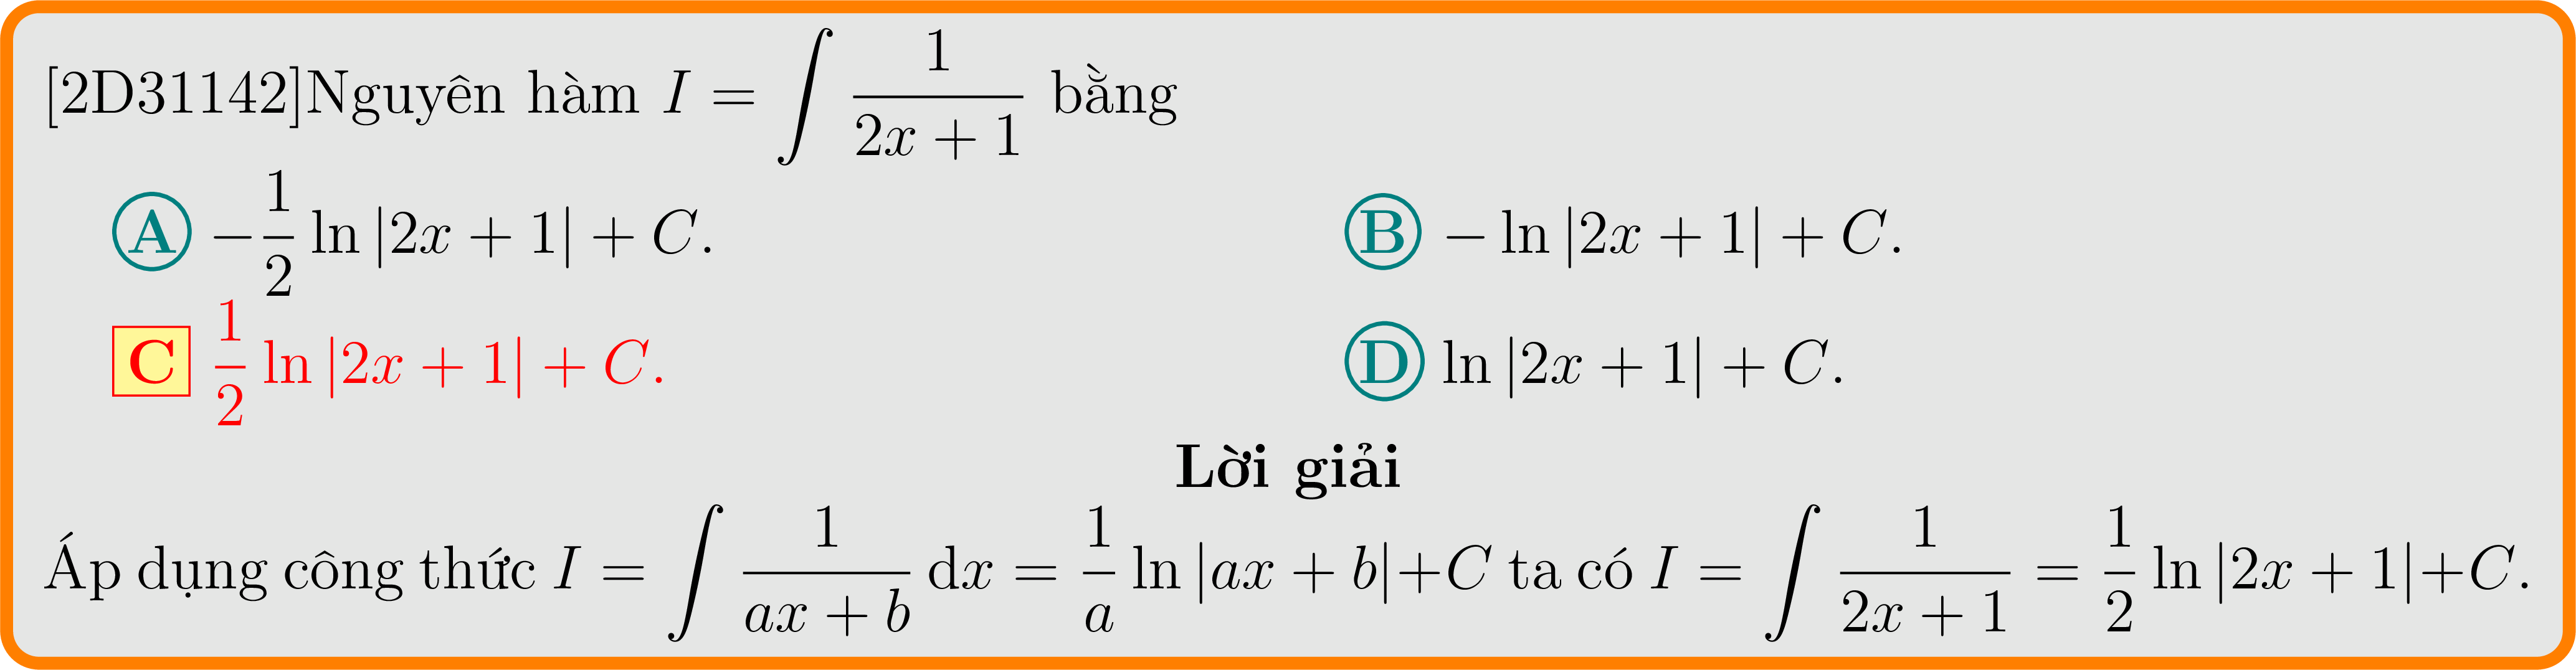 [2D31142]Nguyên hàm $I = \int \frac{1}{2x+1}$ bằng
A $-\frac{1}{2} \ln |2x+1| + C$. B $-\ln |2x+1| + C$.
C $\frac{1}{2} \ln |2x+1| + C$. D $\ln |2x+1| + C$.
Lời giải
Áp dụng công thức $I = \int \frac{1}{ax+b} \mathrm{d}x = \frac{1}{a} \ln |ax+b| + C$ ta có $I = \int \frac{1}{2x+1} = \frac{1}{2} \ln |2x+1| + C$.